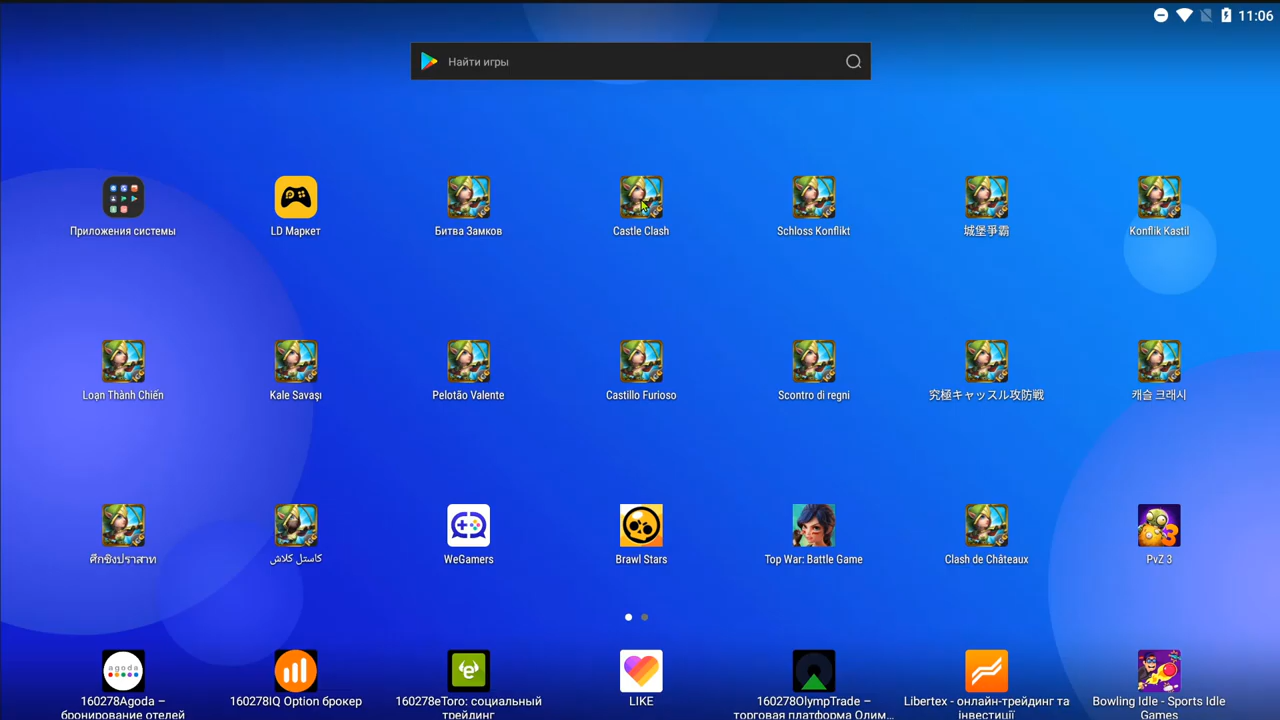 11:06
Найти игры
Приложения системы
LD Маркет
Битва Замков
Castle Clash
Schloss Konflikt
城堡爭霸
Konflik Kastil
Loạn Thành Chiến
Kale Savaşı
Pelotão Valente
Castillo Furioso
Scontro di regni
究極キャッスル攻防戦
캐슬 크래시
ศึกชิงปราสาท
كاستل كلاش
WeGamers
Brawl Stars
Top War: Battle Game
Clash de Châteaux
PvZ 3
agoda
160278Agoda –
бронирование отелей
160278IQ Option брокер
160278eToro: социальный
трейдинг
LIKE
160278OlympTrade –
торговая платформа Олим...
Libertex - онлайн-трейдинг та
інвестиції
Bowling Idle - Sports Idle
Games